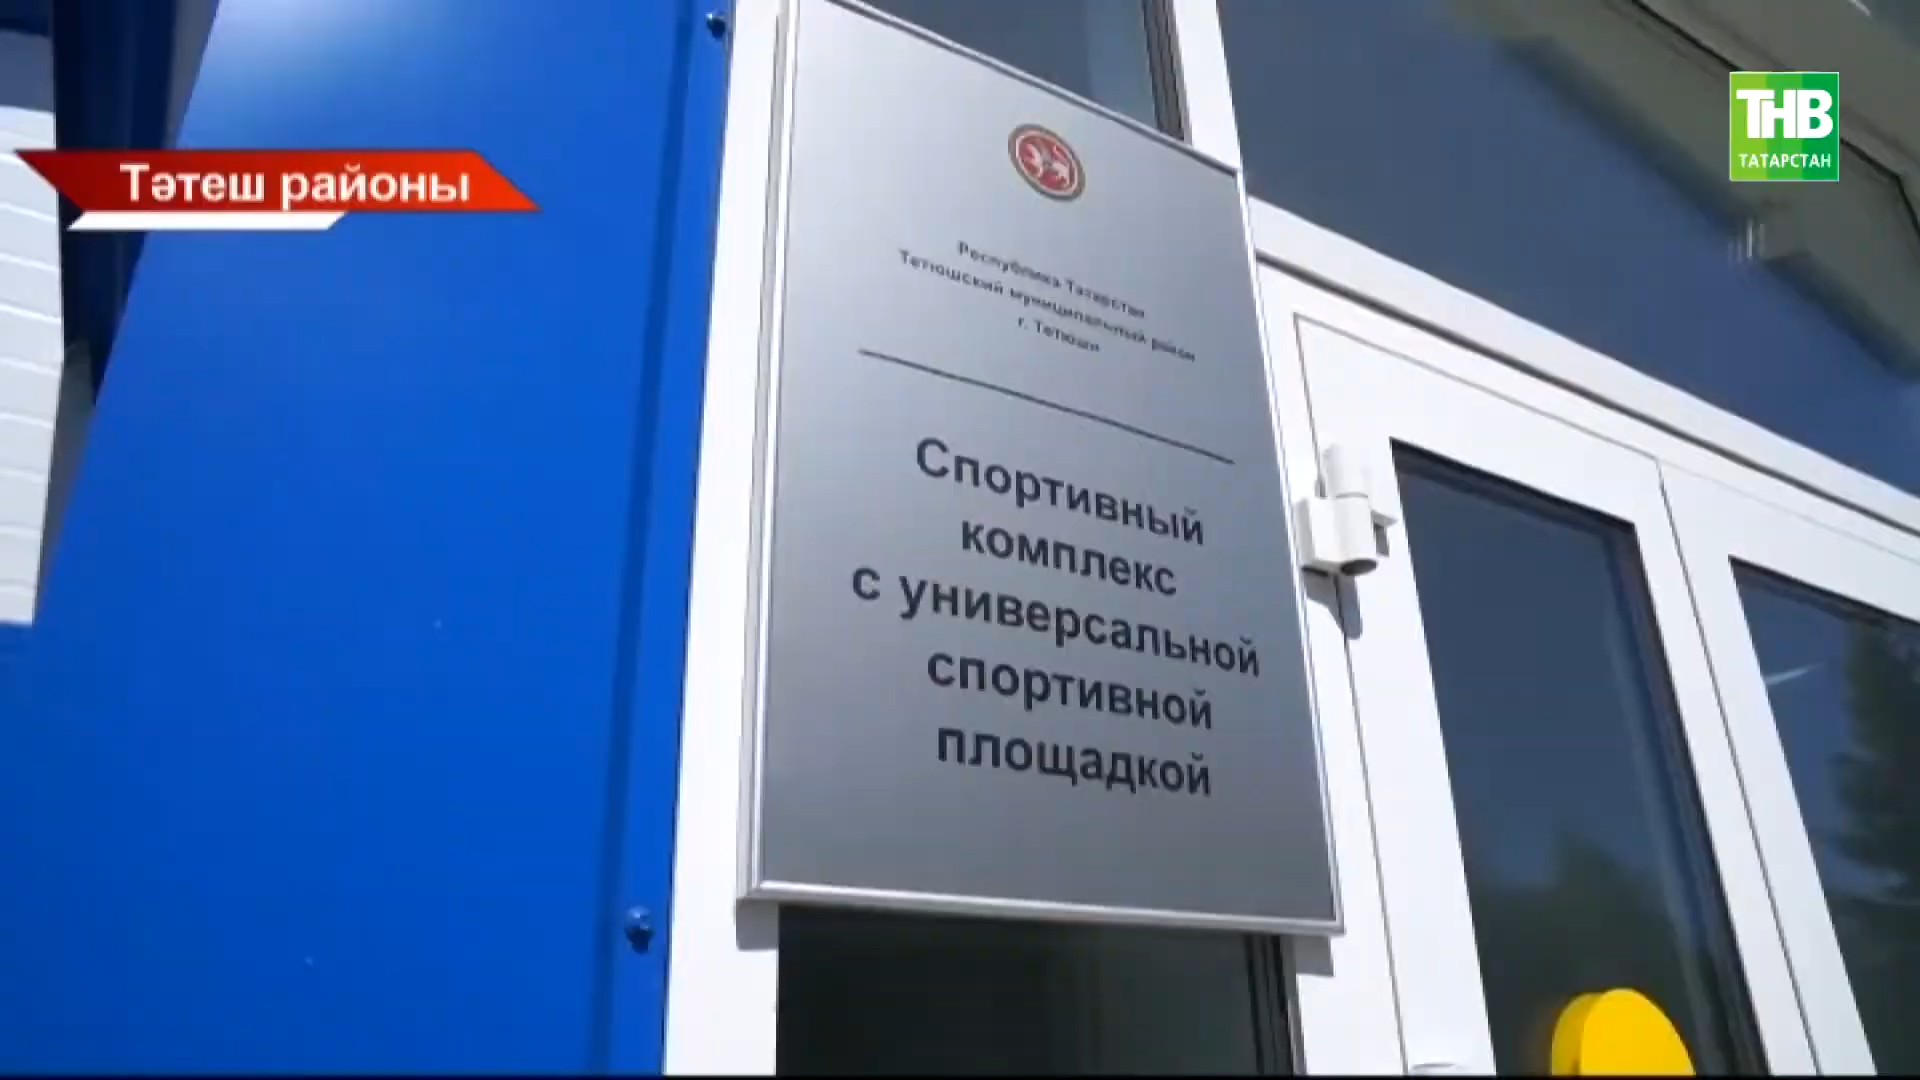 Тәтеш районы
ТНВ
ТАТАРСТАН
Республика Татарстан
Тетюшский муниципальный район
г. Тетюши
Спортивный
комплекс
с универсальной
спортивной
площадкой